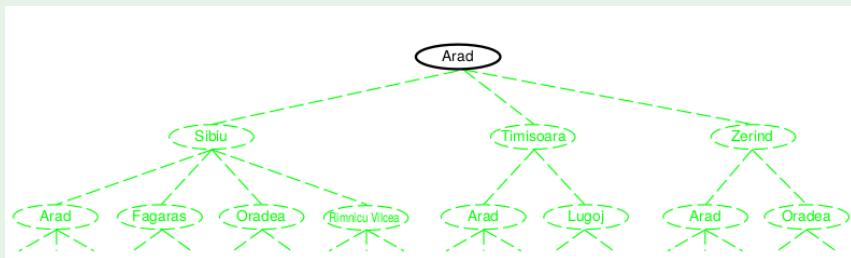 Arad
Sibiu Timisoara Zerind
Arad Fagaras Oradea Rimnicu Vilcea Arad Lugoj Arad Oradea